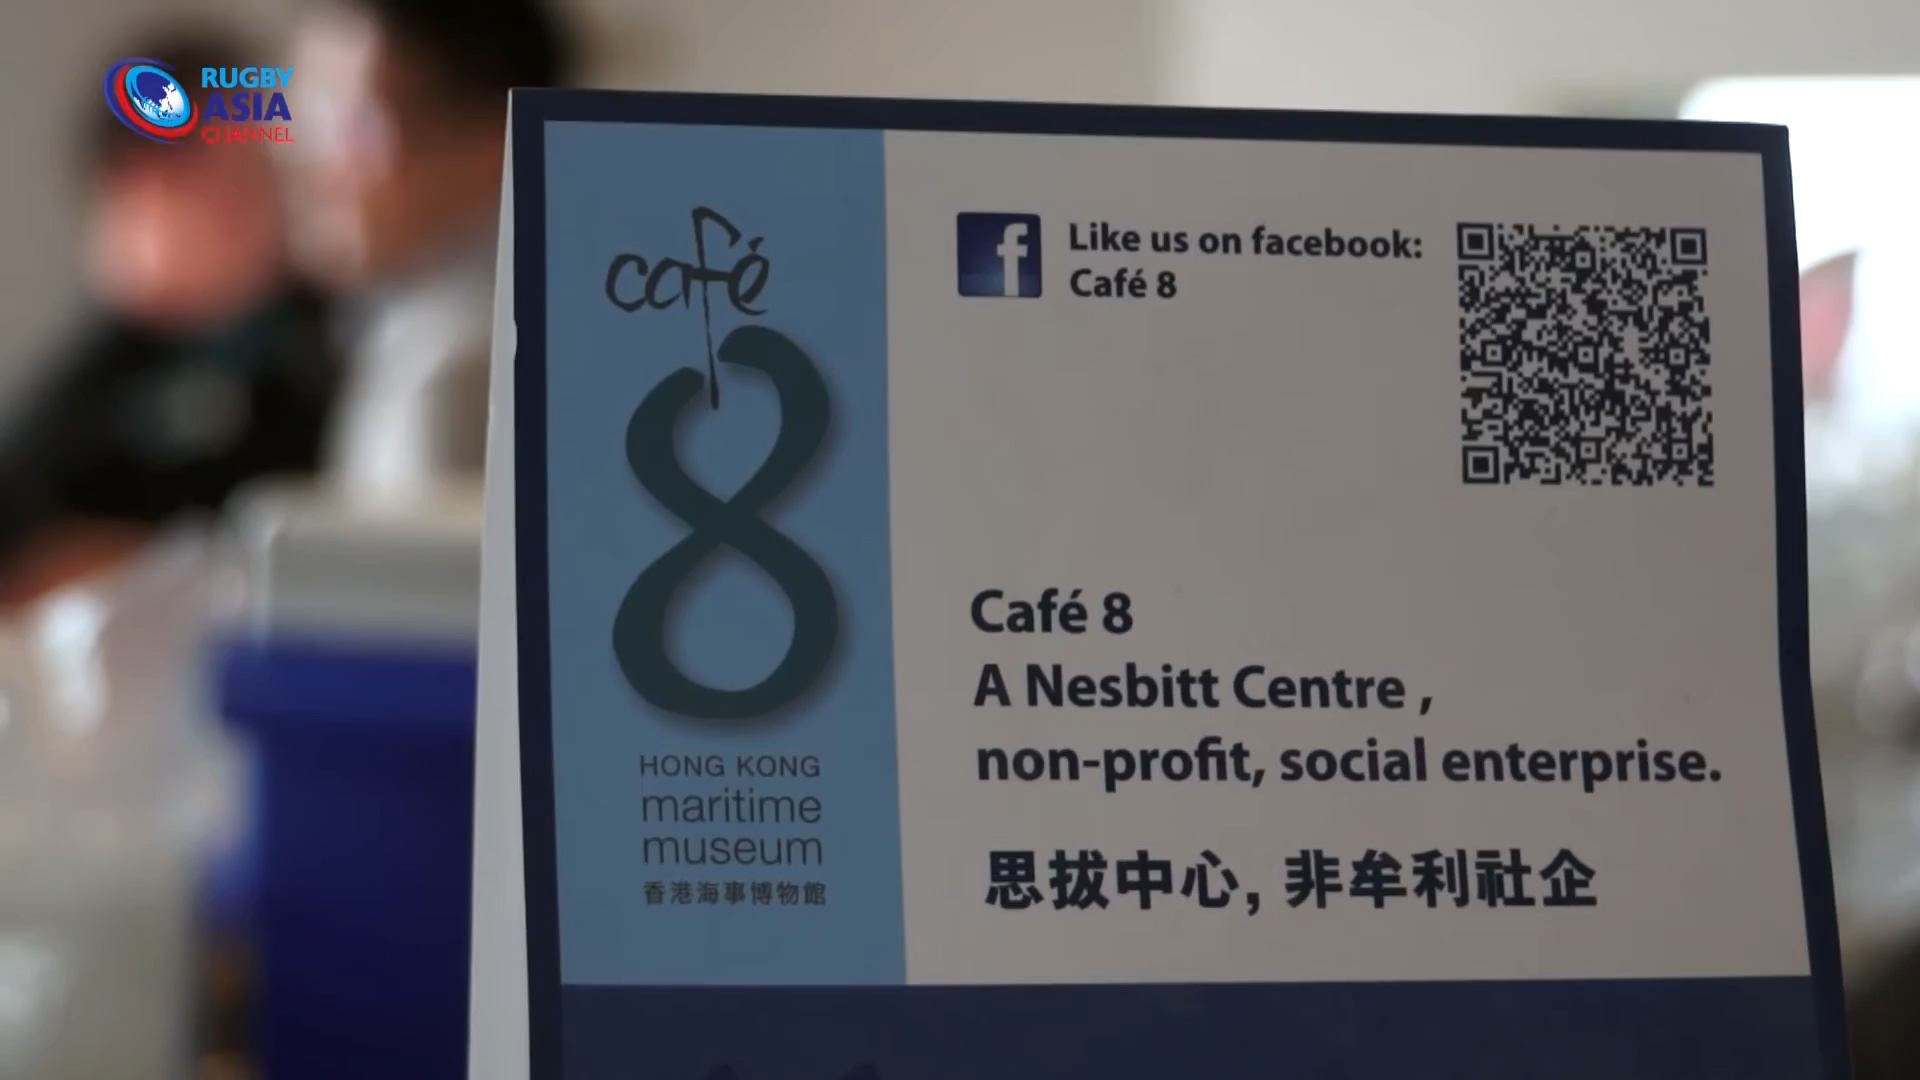 RUGBY
ASIA
CHANNEL
café
8
HONG KONG
maritime
museum
香港海事博物館
Like us on facebook:
Café 8
Café 8
A Nesbitt Centre ,
non-profit, social enterprise.
思拔中心, 非牟利社企